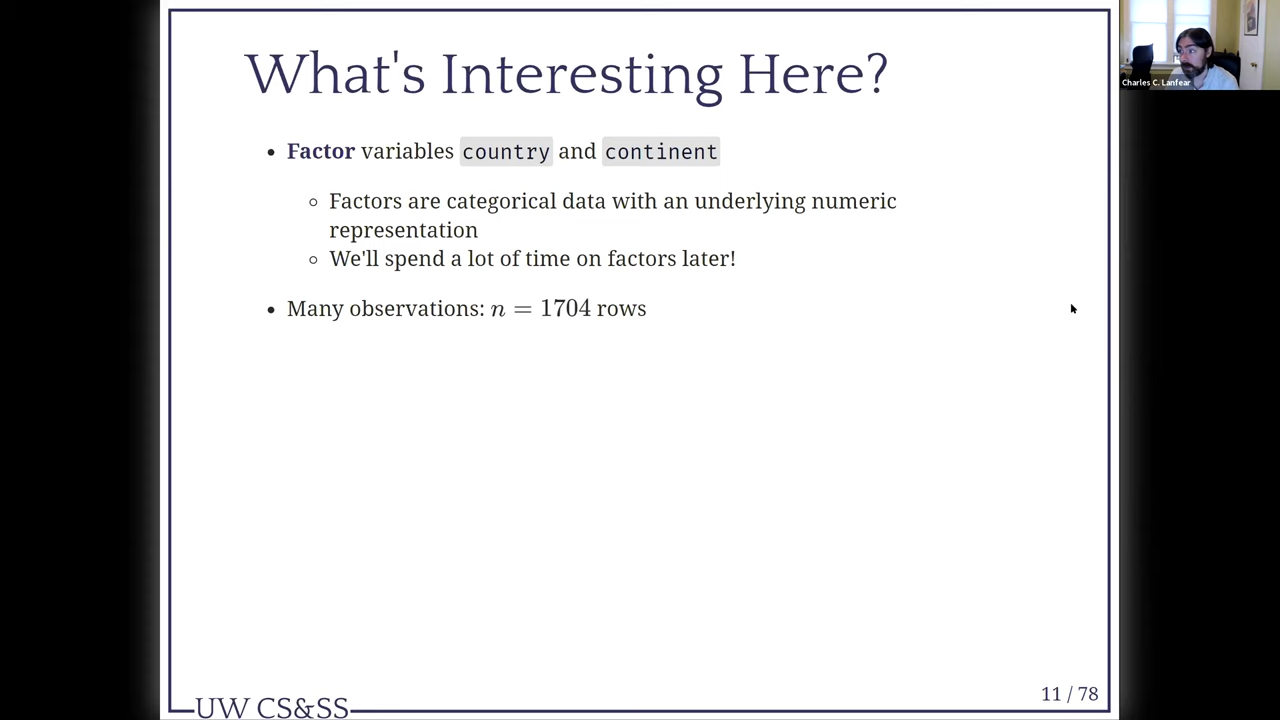 What's Interesting Here?
Charles C. Lanfear
• Factor variables country and continent
◦ Factors are categorical data with an underlying numeric
representation
◦ We'll spend a lot of time on factors later!
• Many observations: n = 1704 rows
11 / 78
UW CS&SS